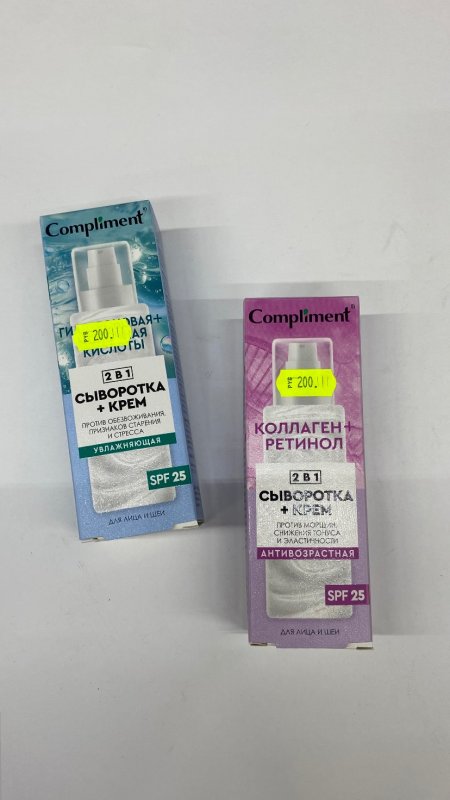 Compliment®
РУБ 200.
КИСЛОТЫ
2 В 1
СЫВОРОТКА
+ КРЕМ
ПРОТИВ ОБЕЗВОЖИВАНИЯ,
ПРИЗНАКОВ СТАРЕНИЯ
И СТРЕССА
УВЛАЖНЯЮЩАЯ
SPF 25
ДЛЯ ЛИЦА И ШЕИ
Compliment®
РУБ 200.
КОЛЛАГЕН+
РЕТИНОЛ
2 В 1
СЫВОРОТКА
+ КРЕМ
ПРОТИВ МОРЩИН,
СНИЖЕНИЯ ТОНУСА
И ЭЛАСТИЧНОСТИ
АНТИВОЗРАСТНАЯ
SPF 25
ДЛЯ ЛИЦА И ШЕИ